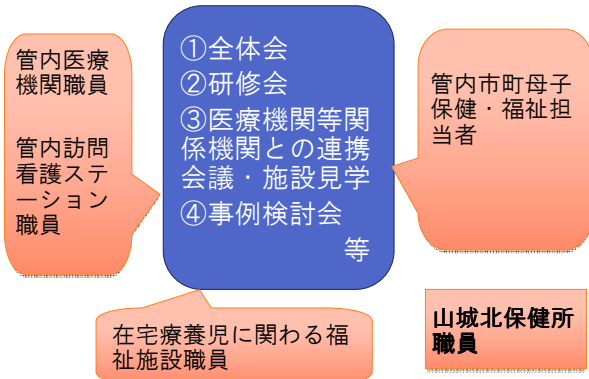 管内医療
機関職員
管内訪問
看護ステ
ーション
職員
①全体会
②研修会
③医療機関等関
係機関との連携
会議・施設見学
④事例検討会
等
管内市町母子
保健・福祉担
当者
在宅療養児に関わる福
祉施設職員
山城北保健所
職員